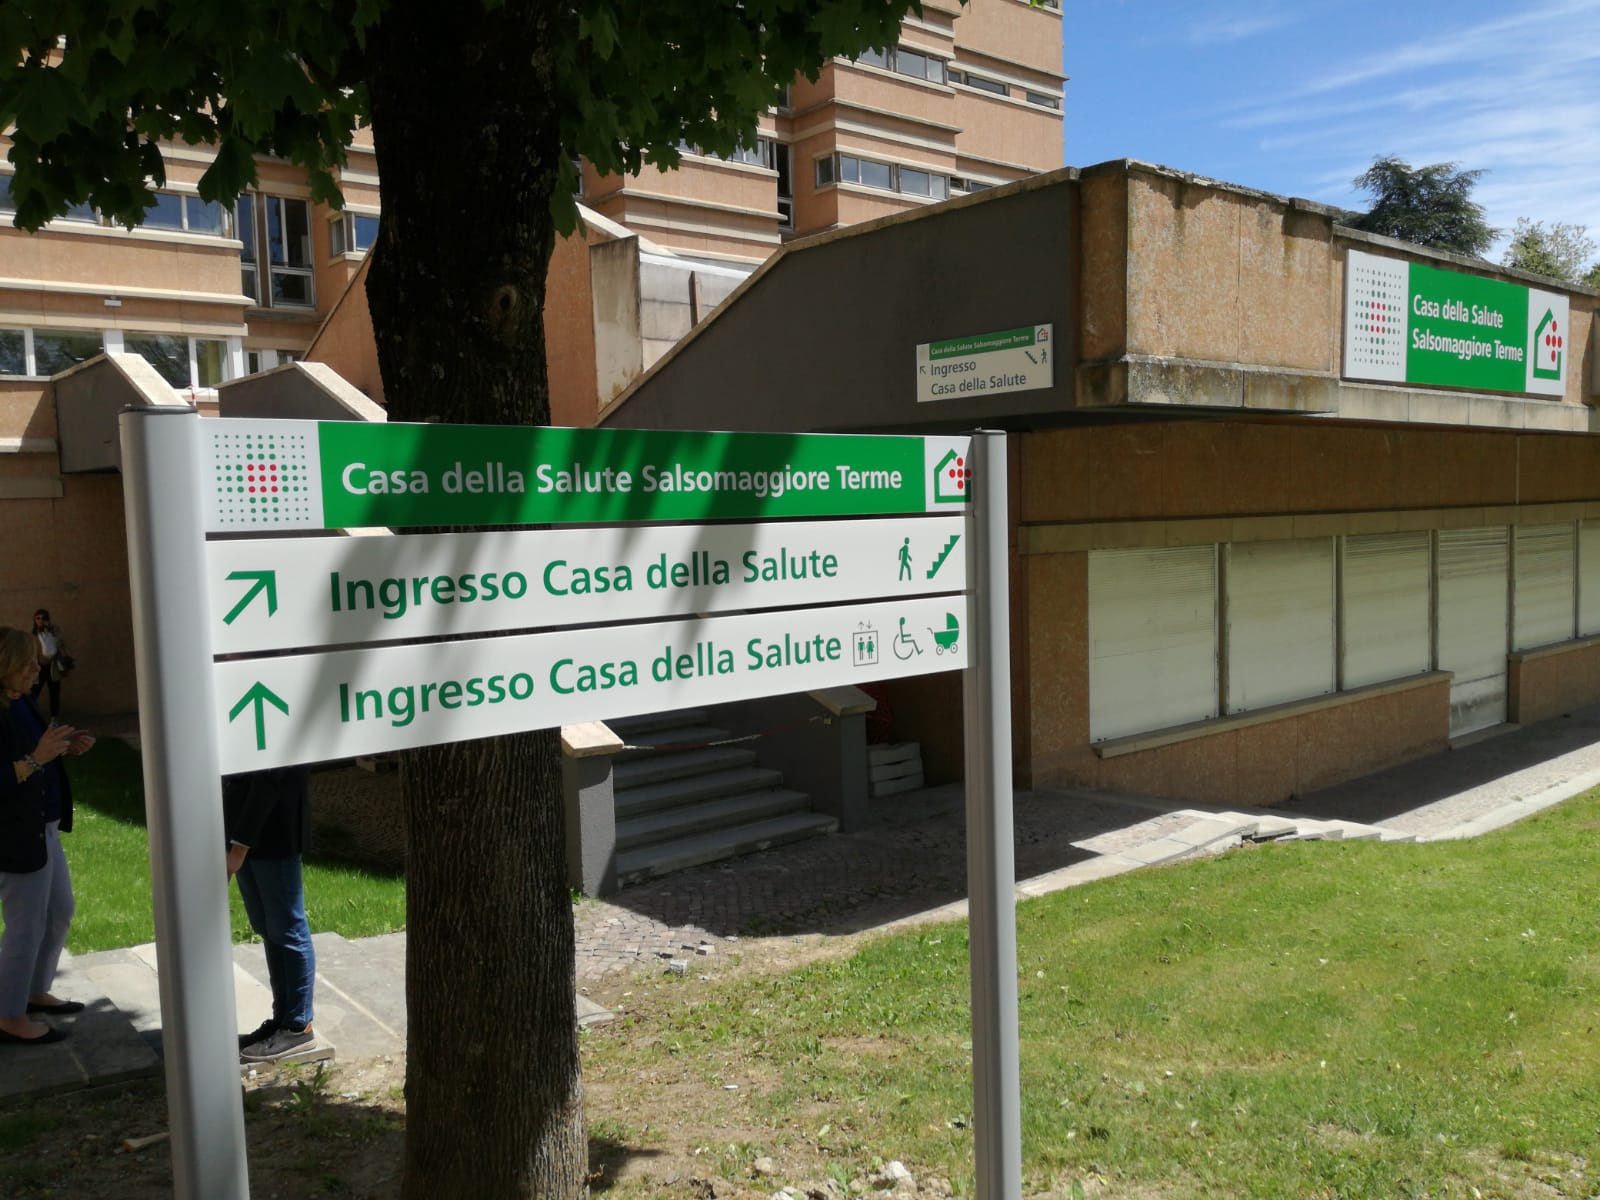 Casa della Salute Salsomaggiore Terme
Ingresso Casa della Salute
Ingresso Casa della Salute
Casa della Salute Salsomaggiore Terme
Ingresso
Casa della Salute
Casa della Salute
Salsomaggiore Terme